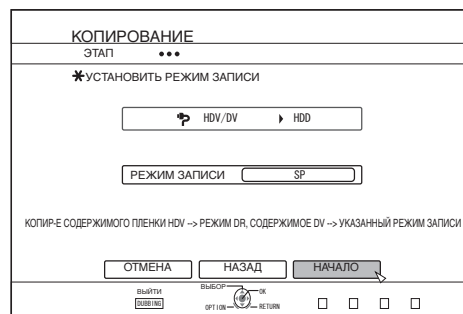 КОПИРОВАНИЕ
ЭТАП
УСТАНОВИТЬ РЕЖИМ ЗАПИСИ
HDV/DV HDD
РЕЖИМ ЗАПИСИ SP
КОПИР-Е СОДЕРЖИМОГО ПЛЕНКИ HDV --> РЕЖИМ DR, СОДЕРЖИМОЕ DV --> УКАЗАННЫЙ РЕЖИМ ЗАПИСИ
ОТМЕНА НАЗАД НАЧАЛО
ВЫЙТИ ВЫБОР OK
DUBBING OPTION RETURN